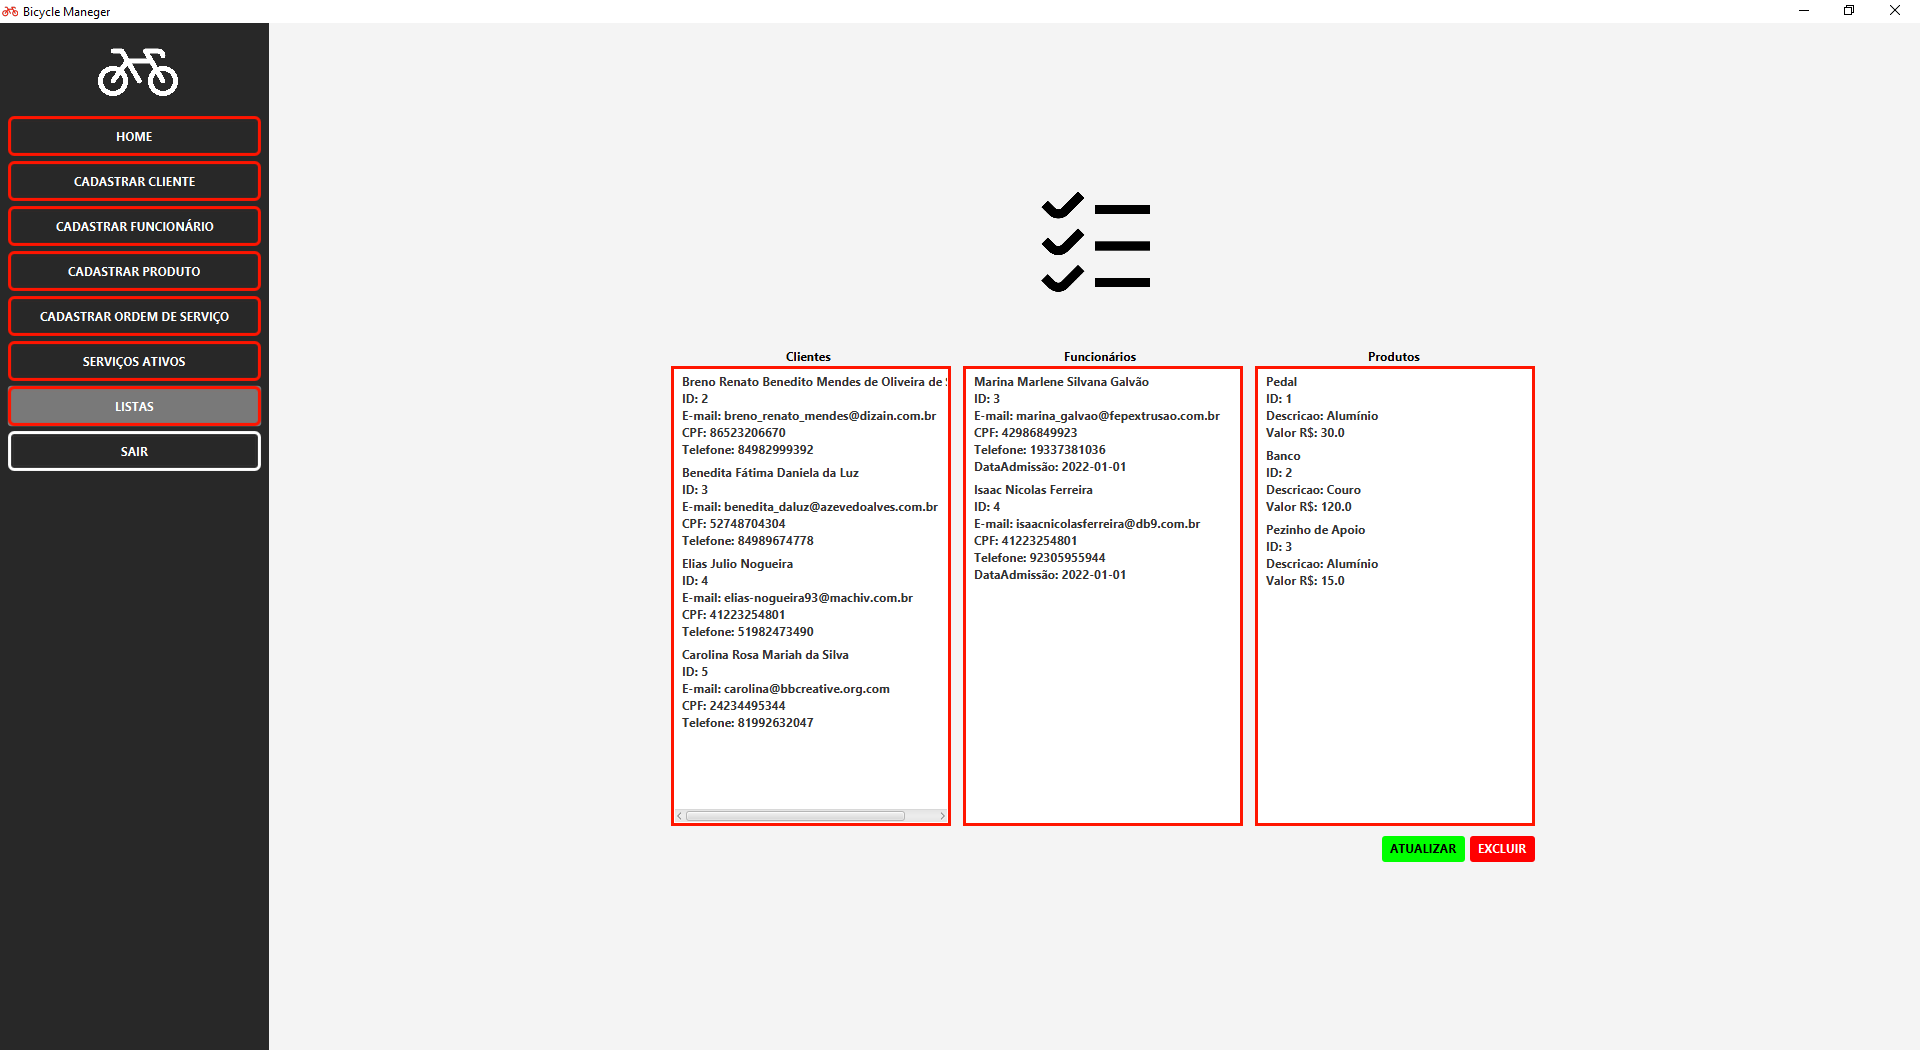 Bicycle Maneger
HOME
CADASTRAR CLIENTE
CADASTRAR FUNCIONÁRIO
CADASTRAR PRODUTO
CADASTRAR ORDEM DE SERVIÇO
SERVIÇOS ATIVOS
LISTAS
SAIR
Clientes
Breno Renato Benedito Mendes de Oliveira de
ID: 2
E-mail: breno_renato_mendes@dizain.com.br
CPF: 86523206670
Telefone: 84982999392
Benedita Fátima Daniela da Luz
ID: 3
E-mail: benedita_daluz@azevedoalves.com.br
CPF: 52748704304
Telefone: 84989674778
Elias Julio Nogueira
ID: 4
E-mail: elias-nogueira93@machiv.com.br
CPF: 41223254801
Telefone: 51982473490
Carolina Rosa Mariah da Silva
ID: 5
E-mail: carolina@bbcreative.org.com
CPF: 24234495344
Telefone: 81992632047
Funcionários
Marina Marlene Silvana Galvão
ID: 3
E-mail: marina_galvao@fepextrusao.com.br
CPF: 42986849923
Telefone: 19337381036
DataAdmissão: 2022-01-01
Isaac Nicolas Ferreira
ID: 4
E-mail: isaacnicolasferreira@db9.com.br
CPF: 41223254801
Telefone: 92305955944
DataAdmissão: 2022-01-01
Produtos
Pedal
ID: 1
Descricao: Alumínio
Valor R$: 30.0
Banco
ID: 2
Descricao: Couro
Valor R$: 120.0
Pezinho de Apoio
ID: 3
Descricao: Alumínio
Valor R$: 15.0
ATUALIZAR
EXCLUIR